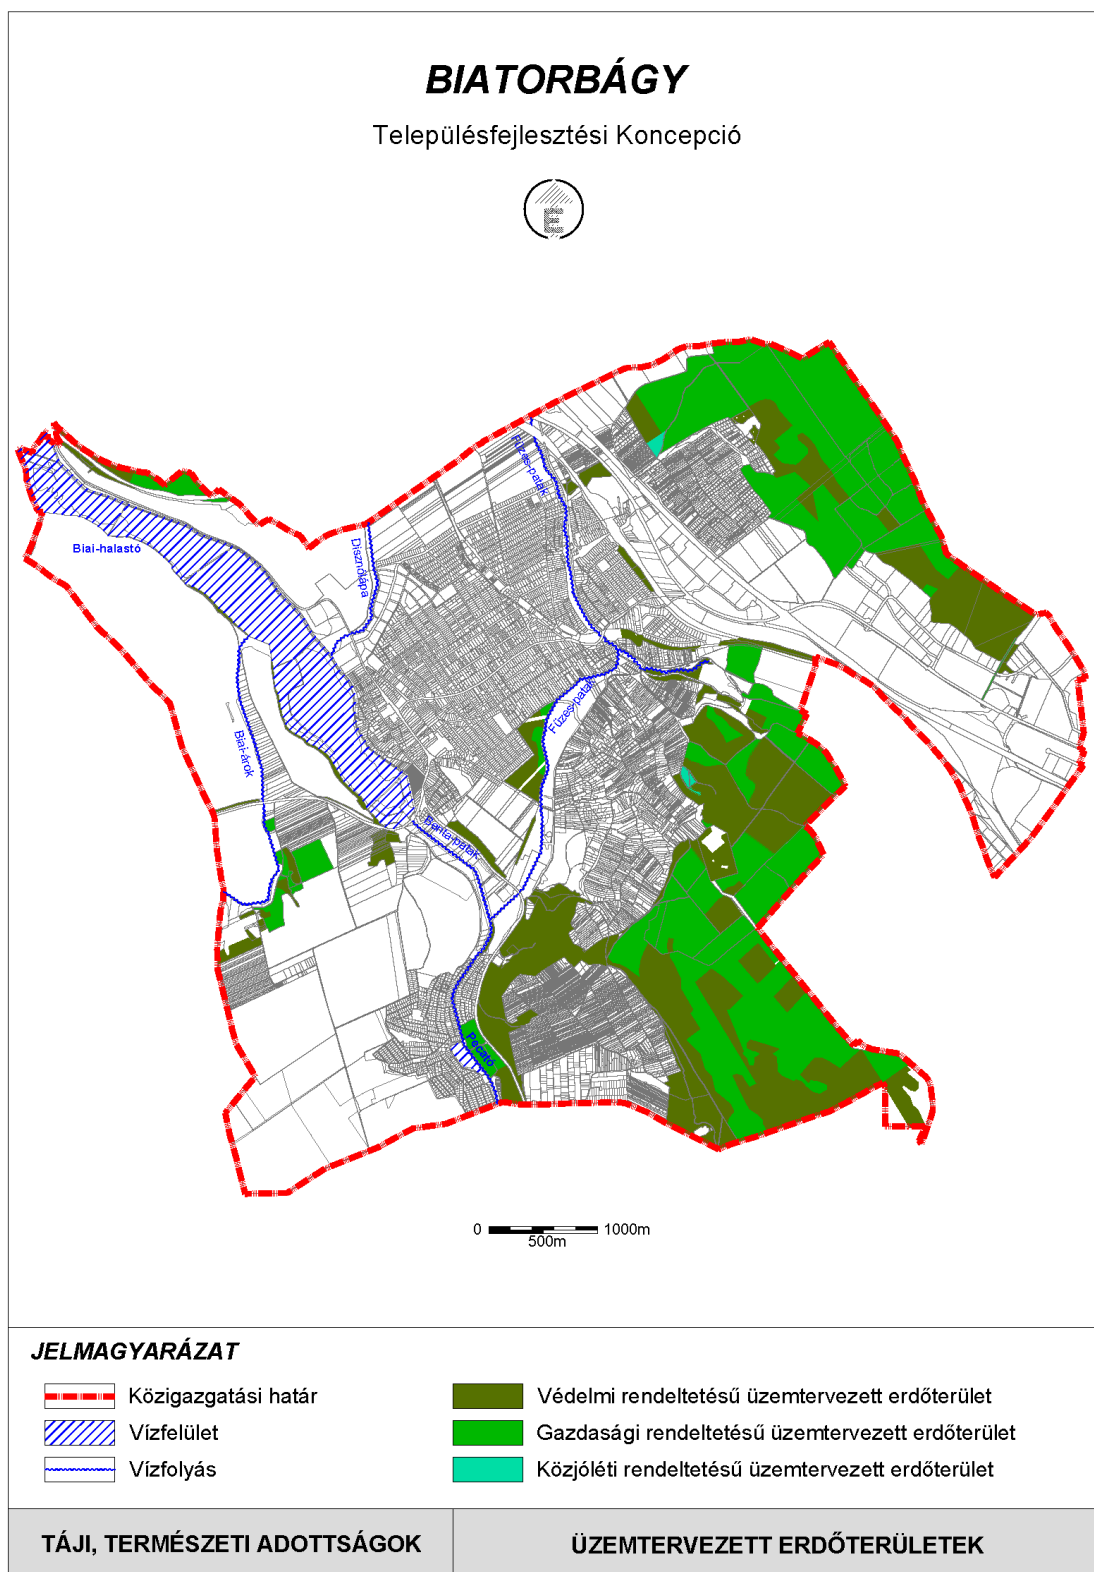 BIATORBÁGY
Településfejlesztési Koncepció
É
Füzes-patak
Biai-halastó
Disznólápa
Füzes-patak
Biai-árok
Benta-patak
Pecató
0 1000m
500m
JELMAGYARÁZAT
Közigazgatási határ
Vízfelület
Vízfolyás
Védelmi rendeltetésű üzemtervezett erdőterület
Gazdasági rendeltetésű üzemtervezett erdőterület
Közjóléti rendeltetésű üzemtervezett erdőterület
TÁJI, TERMÉSZETI ADOTTSÁGOK
ÜZEMTERVEZETT ERDŐTERÜLETEK